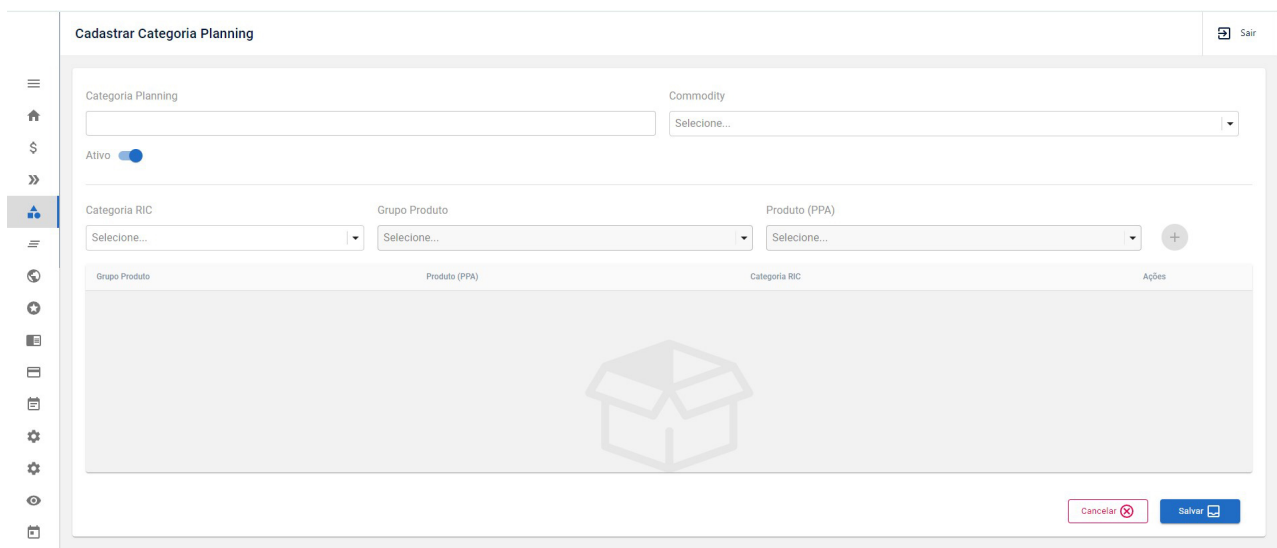 Cadastrar Categoria Planning
Sair
Categoria Planning Commodity
Selecione...
Ativo
Categoria RIC Grupo Produto Produto (PPA)
Selecione... Selecione... Selecione...
Grupo Produto Produto (PPA) Categoria RIC Ações
Cancelar Salvar